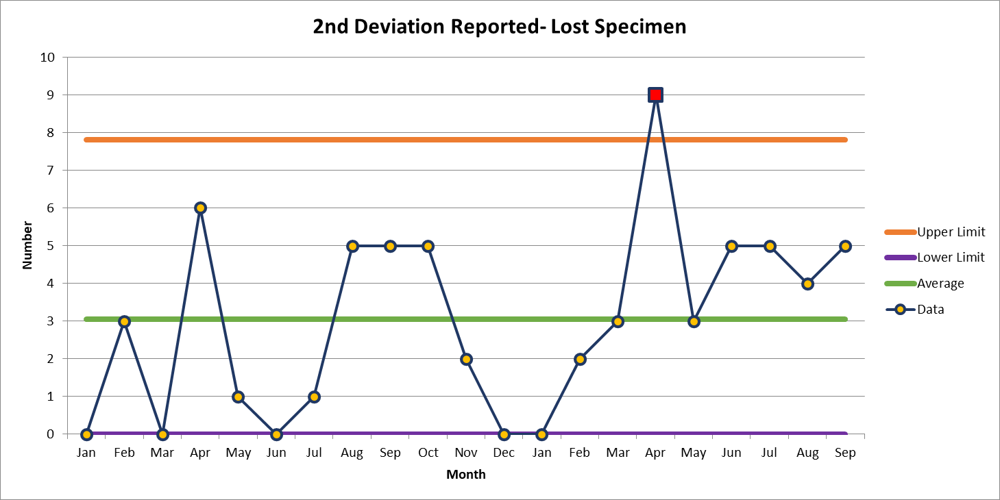 2nd Deviation Reported- Lost Specimen
10
9
8
7
6
5
4
3
2
1
0
Number
Jan Feb Mar Apr May Jun Jul Aug Sep Oct Nov Dec Jan Feb Mar Apr May Jun Jul Aug Sep
Month
Upper Limit
Lower Limit
Average
Data